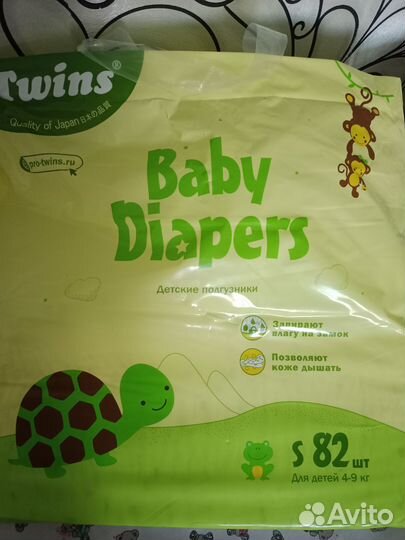 Twins®
Quality of Japan 日本の品質
pro-twins.ru
Baby
Diapers
Детские подгузники
Запирают
влагу на замок
Позволяют
коже дышать
S 82 шт
Для детей 4-9 кг
Avito